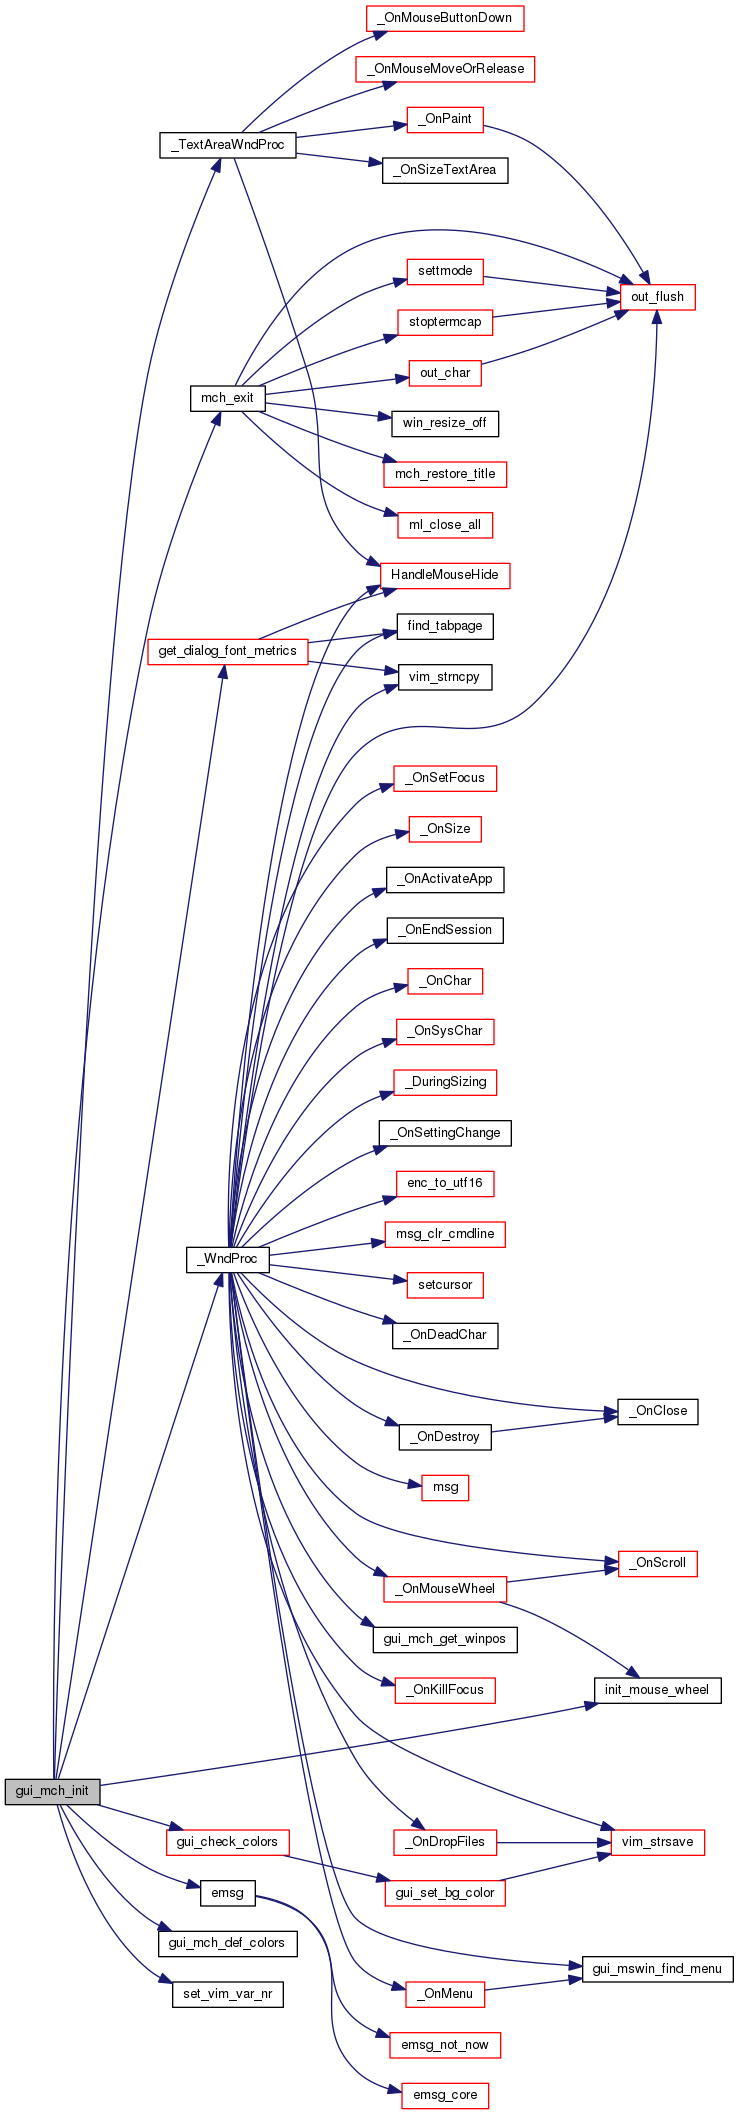 _OnMouseButtonDown
_OnMouseMoveOrRelease
_OnPaint
_TextAreaWndProc
_OnSizeTextArea
settmode
out_flush
stoptermcap
out_char
mch_exit
win_resize_off
mch_restore_title
ml_close_all
HandleMouseHide
find_tabpage
get_dialog_font_metrics
vim_strncpy
_OnSetFocus
_OnSize
_OnActivateApp
_OnEndSession
_OnChar
_OnSysChar
_DuringSizing
_OnSettingChange
enc_to_utf16
msg_clr_cmdline
_WndProc
setcursor
_OnDeadChar
_OnClose
_OnDestroy
msg
_OnScroll
_OnMouseWheel
gui_mch_get_winpos
_OnKillFocus
init_mouse_wheel
gui_mch_init
gui_check_colors
_OnDropFiles
vim_strsave
emsg
gui_set_bg_color
gui_mch_def_colors
gui_mswin_find_menu
set_vim_var_nr
_OnMenu
emsg_not_now
emsg_core